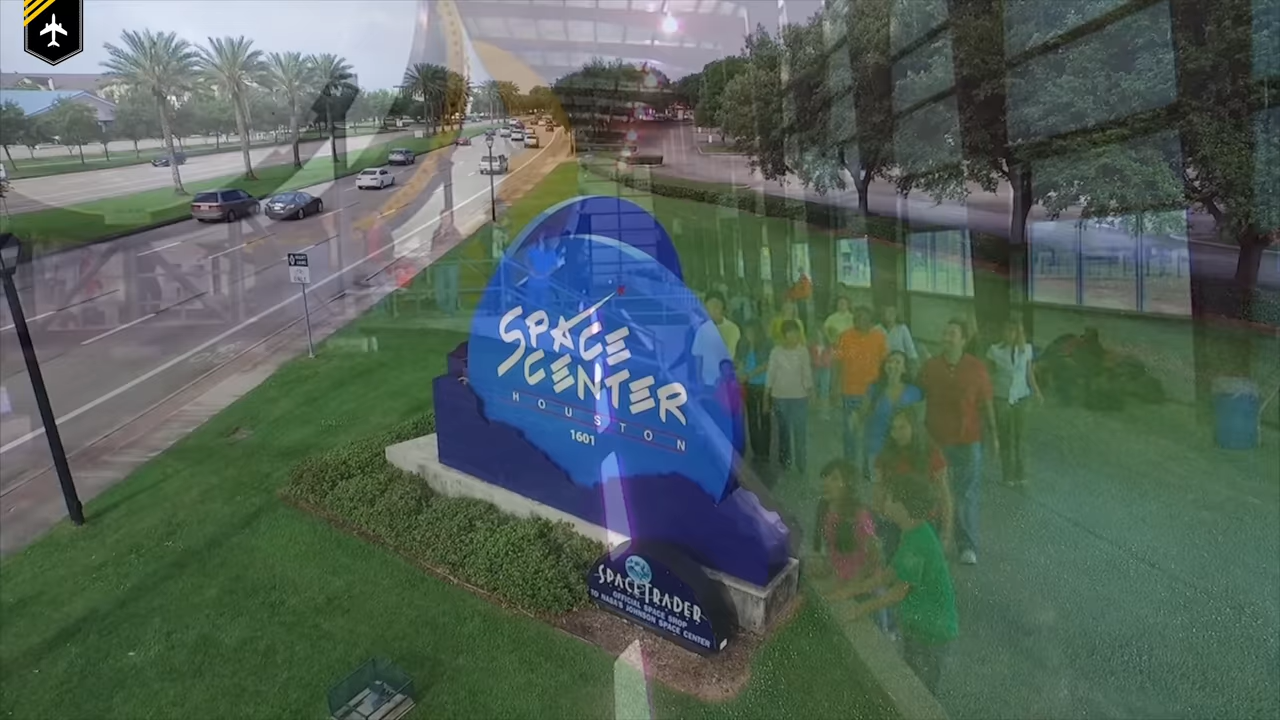 SPACE
CENTER
HOUSTON
1601
SPACETRADER
OFFICIAL SPACE SHOP
TO NASA'S JOHNSON SPACE CENTER